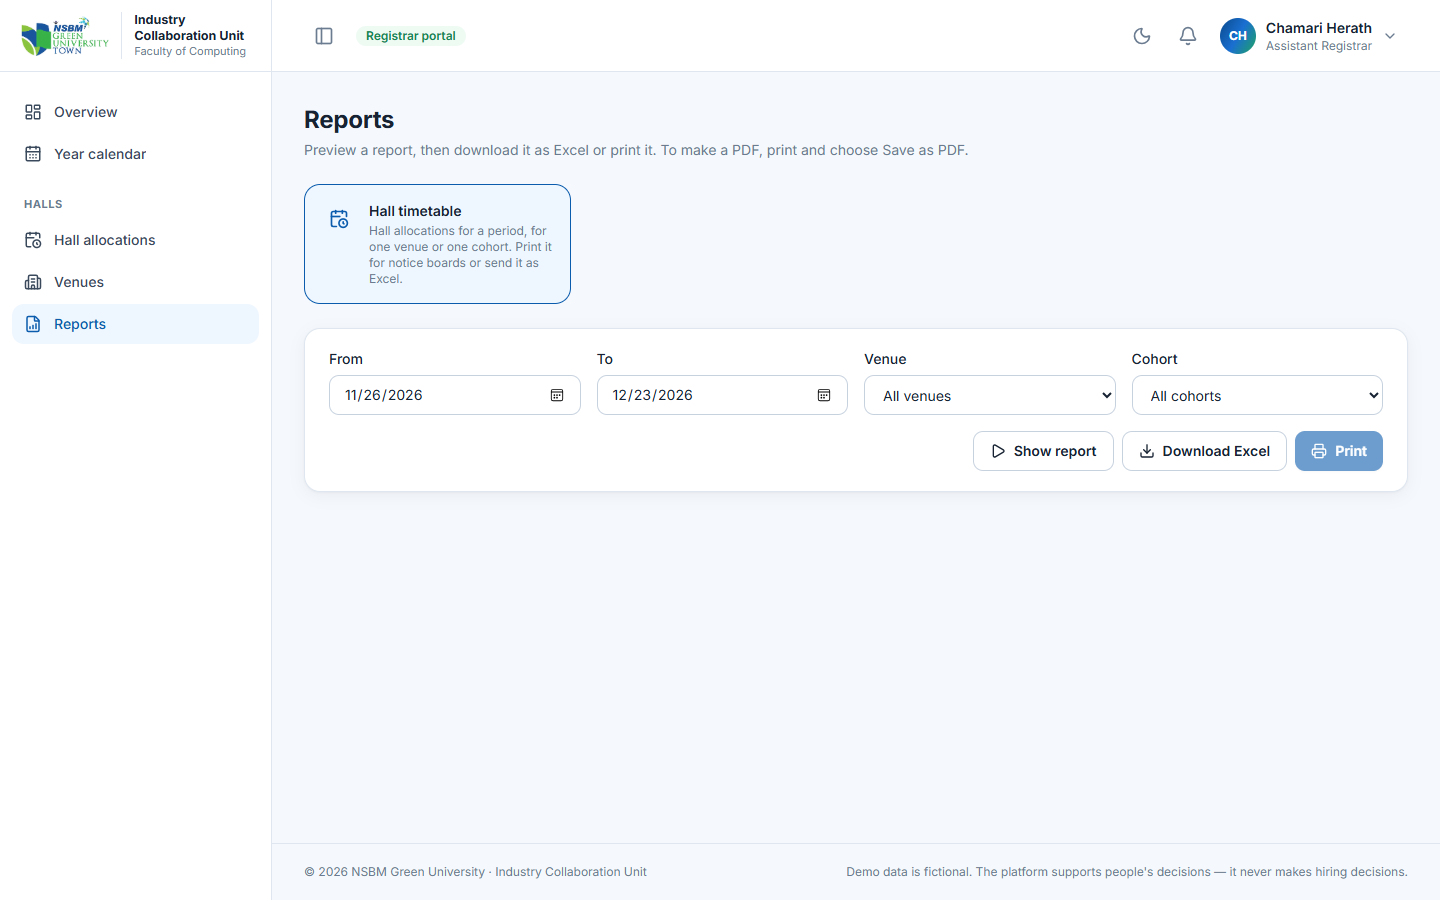 NSBM
GREEN
UNIVERSITY
TOWN
Industry
Collaboration Unit
Faculty of Computing
Registrar portal
CH
Chamari Herath
Assistant Registrar
Overview
Year calendar
HALLS
Hall allocations
Venues
Reports
Reports
Preview a report, then download it as Excel or print it. To make a PDF, print and choose Save as PDF.
Hall timetable
Hall allocations for a period, for
one venue or one cohort. Print it
for notice boards or send it as
Excel.
From
To
Venue
Cohort
11/26/2026
12/23/2026
All venues
All cohorts
Show report
Download Excel
Print
© 2026 NSBM Green University · Industry Collaboration Unit
Demo data is fictional. The platform supports people's decisions — it never makes hiring decisions.